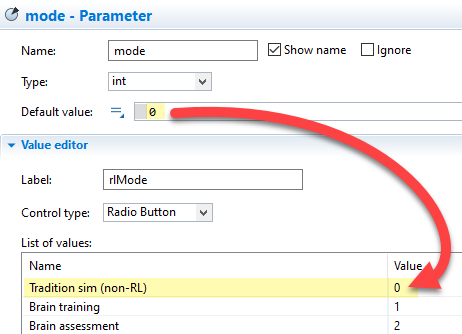 mode - Parameter
Name: mode Show name Ignore
Type: int
Default value: 0
Value editor
Label: rlMode
Control type: Radio Button
List of values:
Name Value
Tradition sim (non-RL) 0
Brain training 1
Brain assessment 2